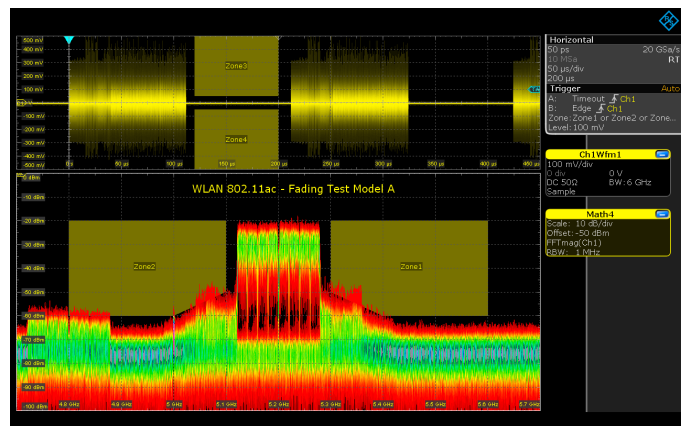 500 mV
400 mV
300 mV
200 mV
100 mV
-100 mV
-200 mV
-300 mV
-400 mV
-500 mV
Zone3
Zone4
0 s
50 µs
100 µs
150 µs
200 µs
250 µs
300 µs
350 µs
400 µs
450 µs
Horizontal
50 ps 20 GSa/s
10 MSa RT
50 µs/div
200 µs
Trigger Auto
A: Timeout Ch1
B: Edge Ch1
Zone:Zone1 or Zone2 or Zone...
Level:100 mV
Ch1Wfm1
100 mV/div
0 div 0 V
DC 50Ω BW:6 GHz
Sample
Math4
Scale: 10 dB/div
Offset:-50 dBm
FFTmag(Ch1)
RBW: 1 MHz
0 dBm
-10 dBm
-20 dBm
-30 dBm
-40 dBm
-50 dBm
-60 dBm
-70 dBm
-80 dBm
-90 dBm
-100 dBm
WLAN 802.11ac - Fading Test Model A
Zone2
Zone1
4.8 GHz
4.9 GHz
5 GHz
5.1 GHz
5.2 GHz
5.3 GHz
5.4 GHz
5.5 GHz
5.6 GHz
5.7 GHz